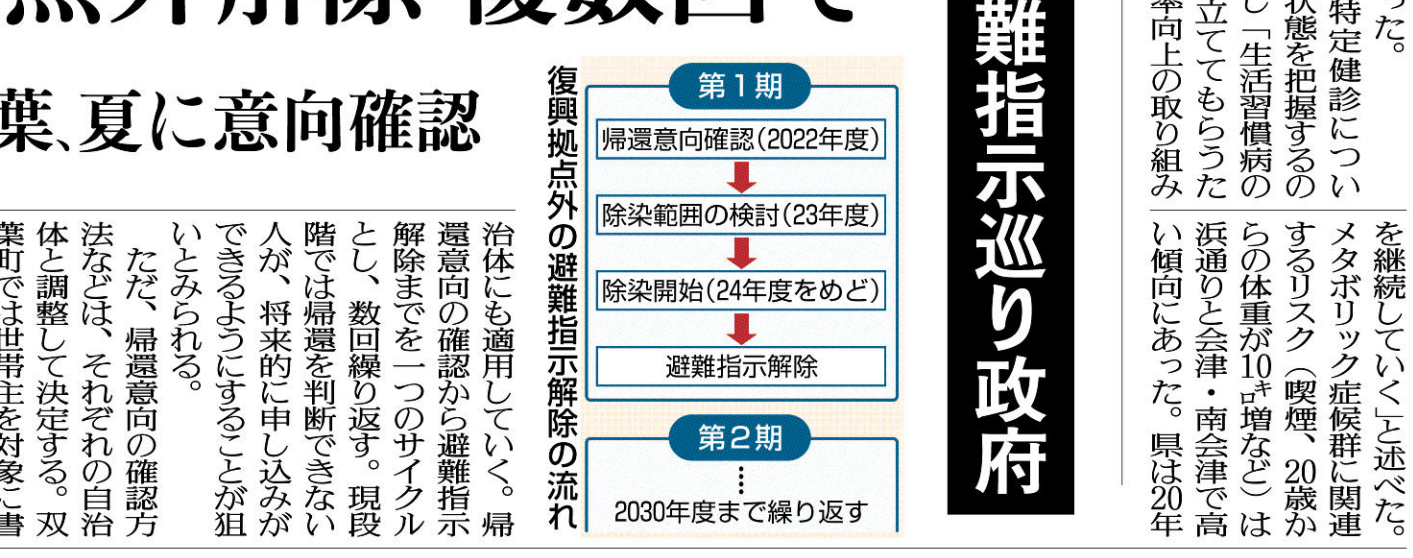 った。
特定健診につい
状態を把握するの
し「生活習慣病の
立ててもらうた
率向上の取り組み
を継続していく」と述べた。
メタボリック症候群に関連
するリスク(喫煙、20歳か
らの体重が10㌔増など)は
浜通りと会津・南会津で高
い傾向にあった。県は20年
難指示巡り政府
点外解除、複数回で
葉、夏に意向確認
復興拠点外の避難指示解除の流れ
第1期
帰還意向確認(2022年度)
除染範囲の検討(23年度)
除染開始(24年度をめど)
避難指示解除
第2期
⋮
2030年度まで繰り返す
治体にも適用していく。帰
還意向の確認から避難指示
解除までを一つのサイクル
とし、数回繰り返す。現段
階では帰還を判断できない
人が、将来的に申し込みが
できるようにすることが狙
いとみられる。
ただ、帰還意向の確認方
法などは、それぞれの自治
体と調整して決定する。双
葉町では世帯主を対象に書